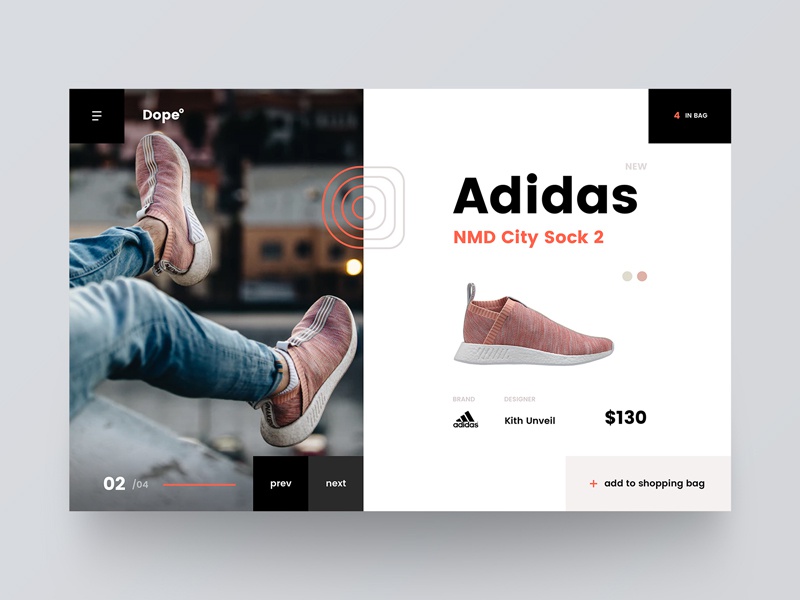 Dope°
4 IN BAG
NEW
Adidas
NMD City Sock 2
BRAND
DESIGNER
adidas
Kith Unveil
$130
02 /04
prev
next
+ add to shopping bag